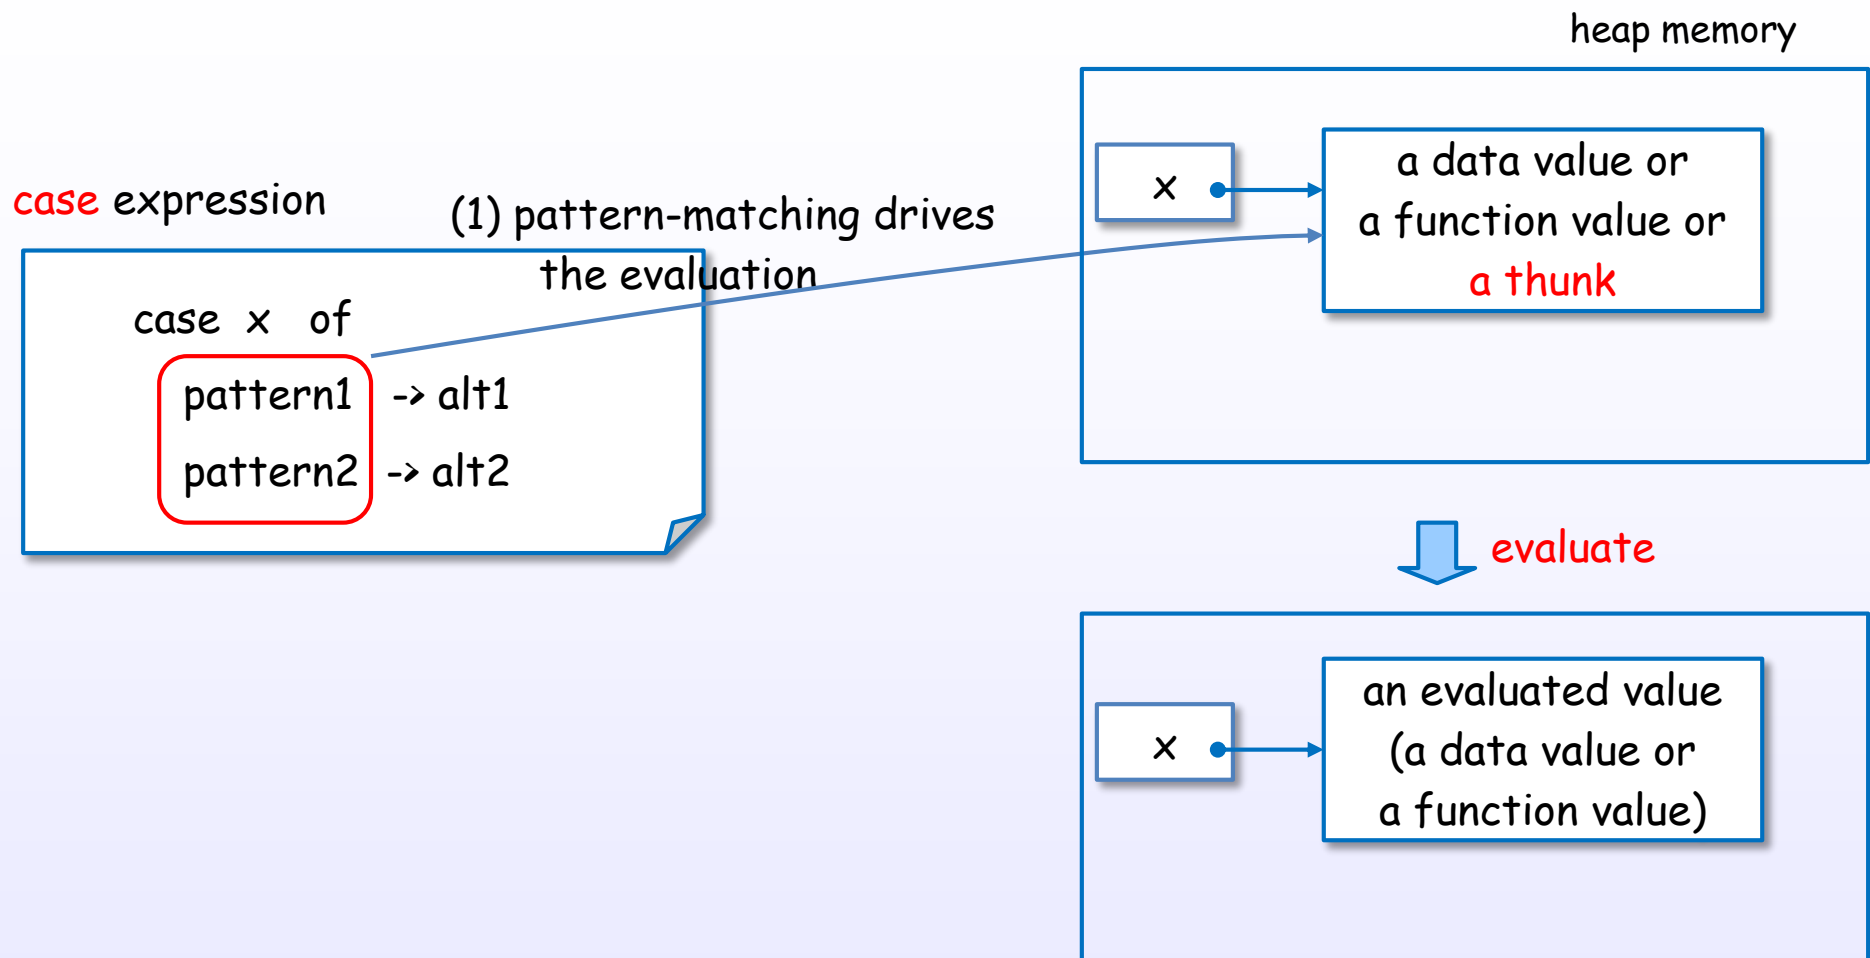 heap memory
case expression
(1) pattern-matching drives
the evaluation
case x of
pattern1 -> alt1
pattern2 -> alt2
x
a data value or
a function value or
a thunk
evaluate
x
an evaluated value
(a data value or
a function value)